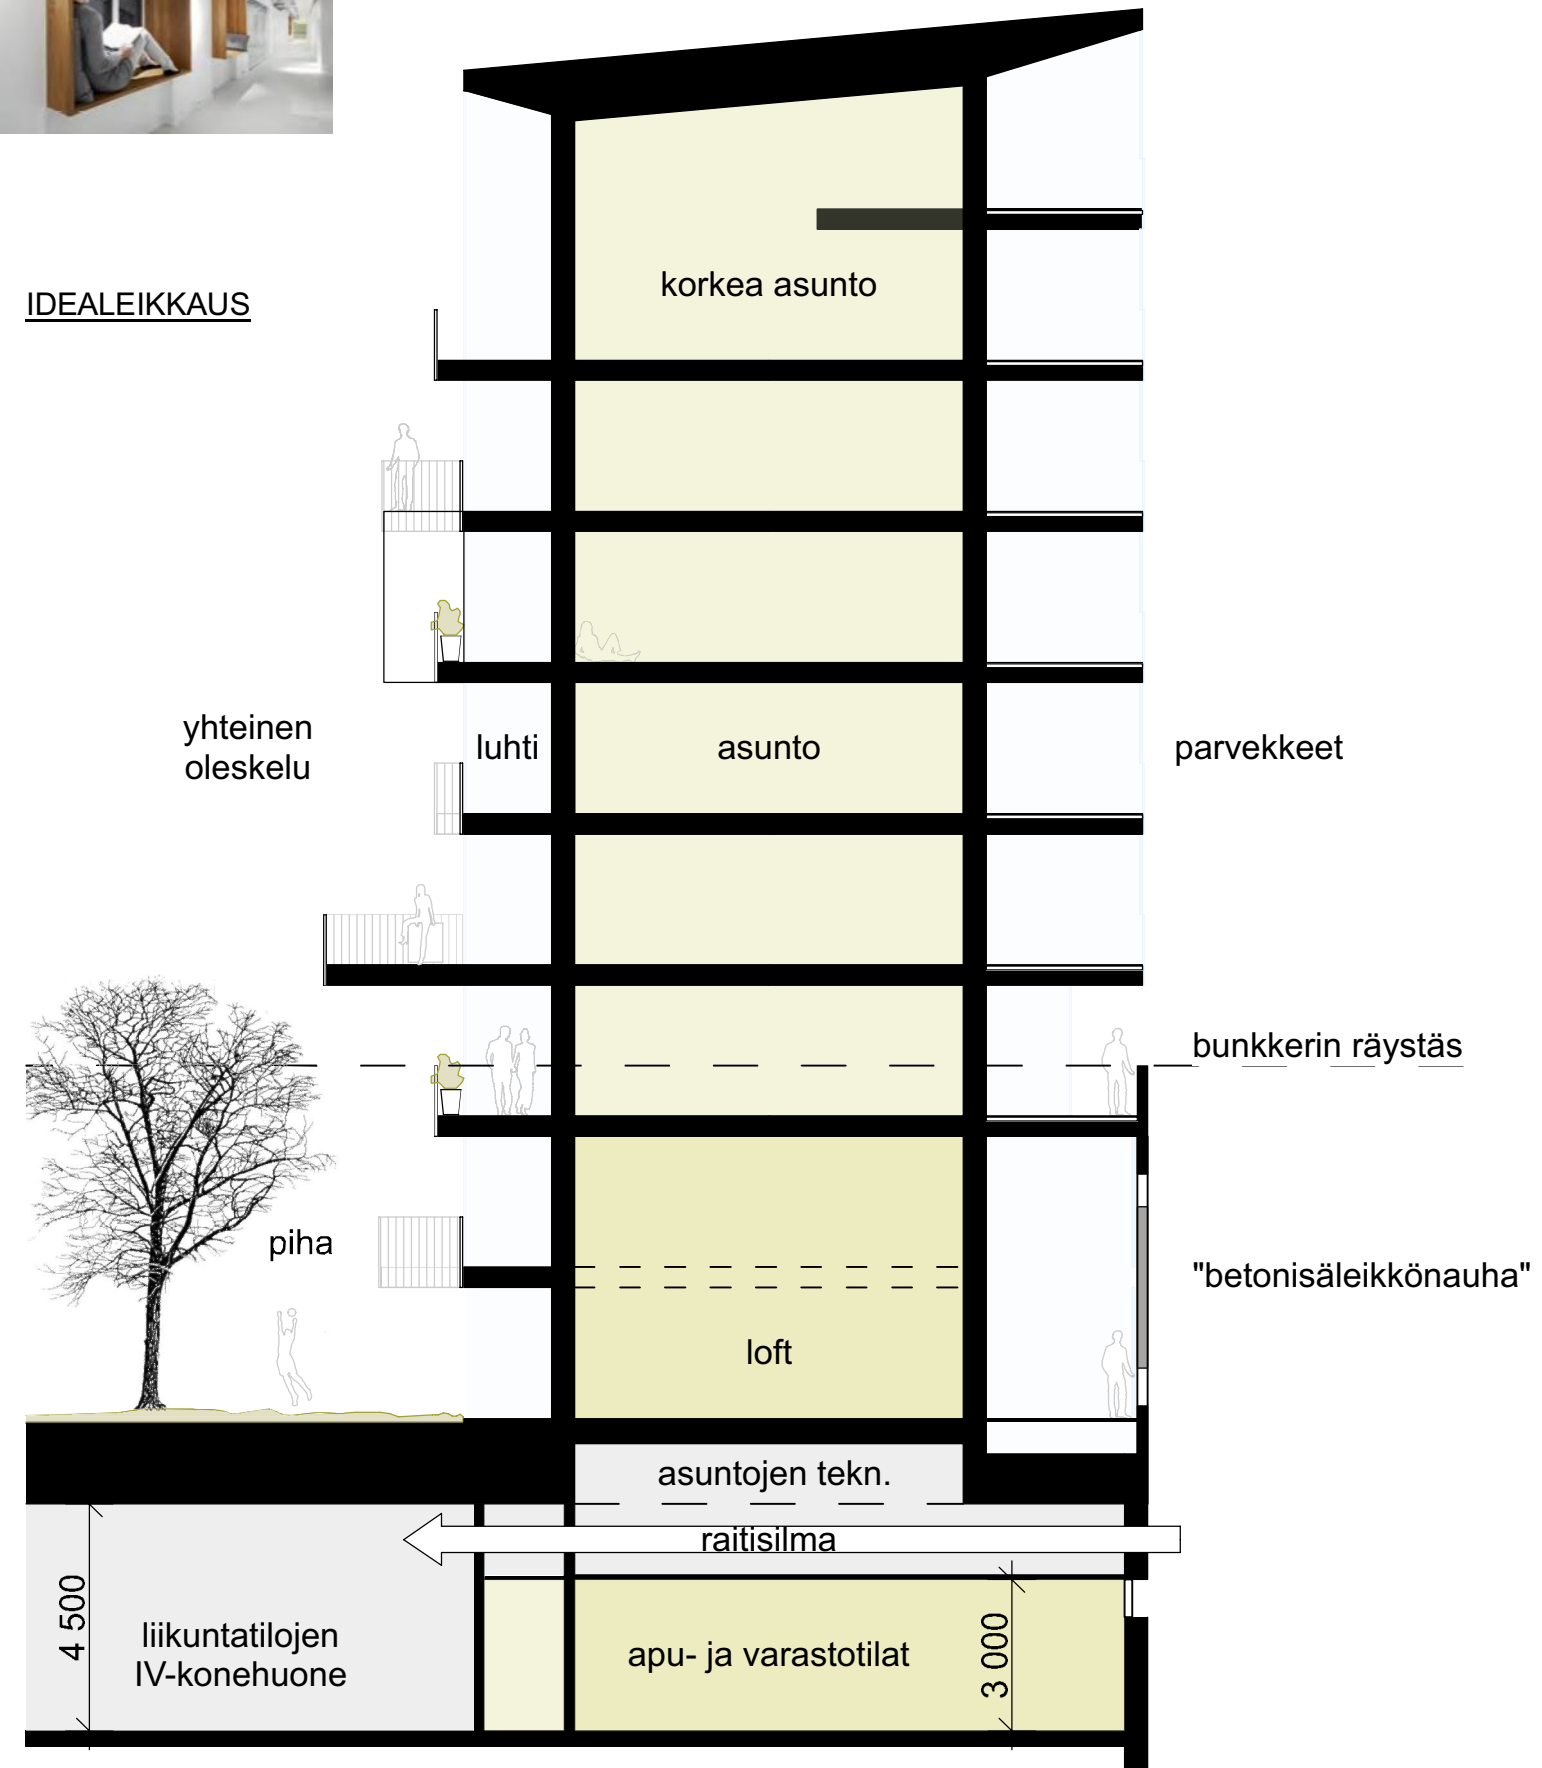 IDEALEIKKAUS
korkea asunto
yhteinen
oleskelu
luhti
asunto
parvekkeet
bunkkerin räystäs
piha
"betonisäleikkönauha"
loft
asuntojen tekn.
raitisilma
4 500
liikuntatilojen
IV-konehuone
apu- ja varastotilat
3 000